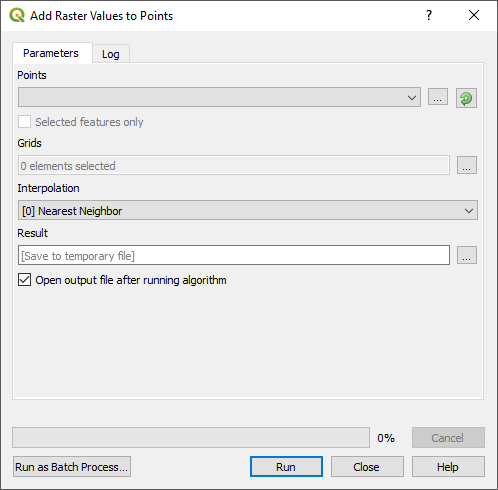 Add Raster Values to Points
Parameters
Log
Points
...
Selected features only
Grids
0 elements selected
...
Interpolation
[0] Nearest Neighbor
Result
[Save to temporary file]
...
Open output file after running algorithm
0%
Cancel
Run as Batch Process...
Run
Close
Help